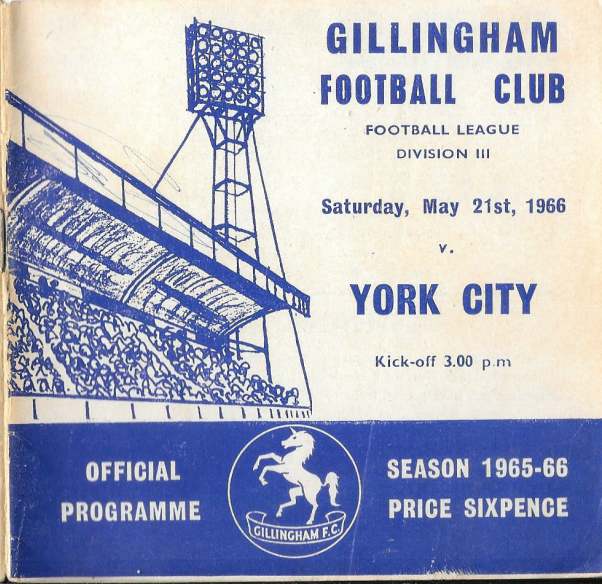 GILLINGHAM
FOOTBALL CLUB
FOOTBALL LEAGUE
DIVISION III
Saturday, May 21st, 1966
v.
YORK CITY
Kick-off 3.00 p.m
OFFICIAL
PROGRAMME
GILLINGHAM F.C.
SEASON 1965-66
PRICE SIXPENCE